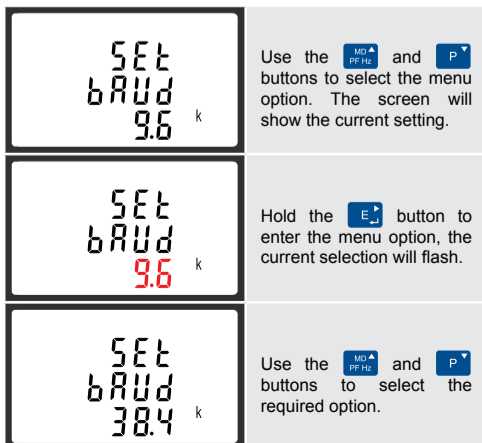 SEt
bAUd
9.6 k
Use the MD▲ PF Hz and P▼
buttons to select the menu
option. The screen will
show the current setting.
SEt
bAUd
9.6 k
Hold the E button to
enter the menu option, the
current selection will flash.
SEt
bAUd
38.4 k
Use the MD▲ PF Hz and P▼
buttons to select the
required option.